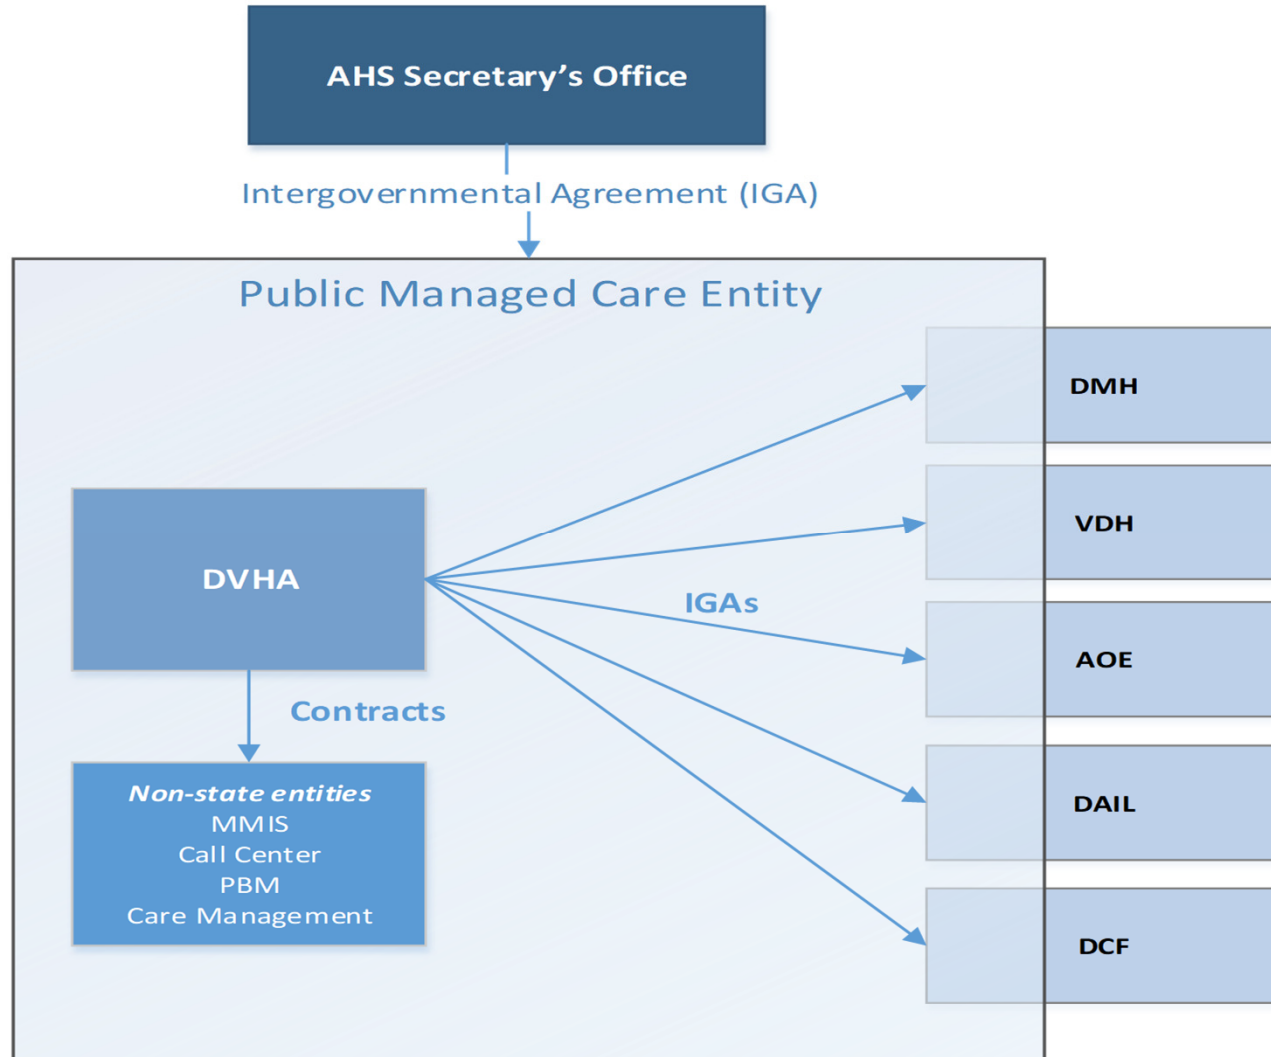 AHS Secretary’s Office
Intergovernmental Agreement (IGA)
Public Managed Care Entity
DMH
VDH
DVHA
IGAs
AOE
Contracts
Non-state entities
MMIS
Call Center
PBM
Care Management
DAIL
DCF